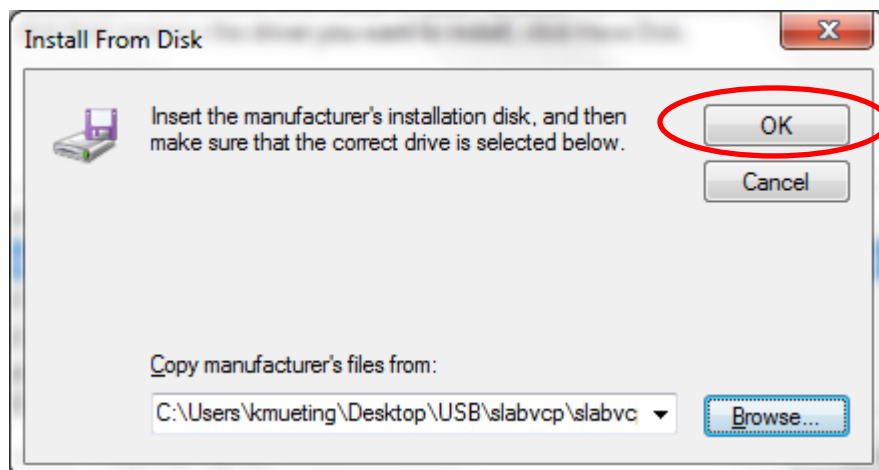 Install From Disk
Insert the manufacturer's installation disk, and then
make sure that the correct drive is selected below.
OK
Cancel
Copy manufacturer's files from:
C:\Users\kmueting\Desktop\USB\slabvcp\slabvc
Browse...